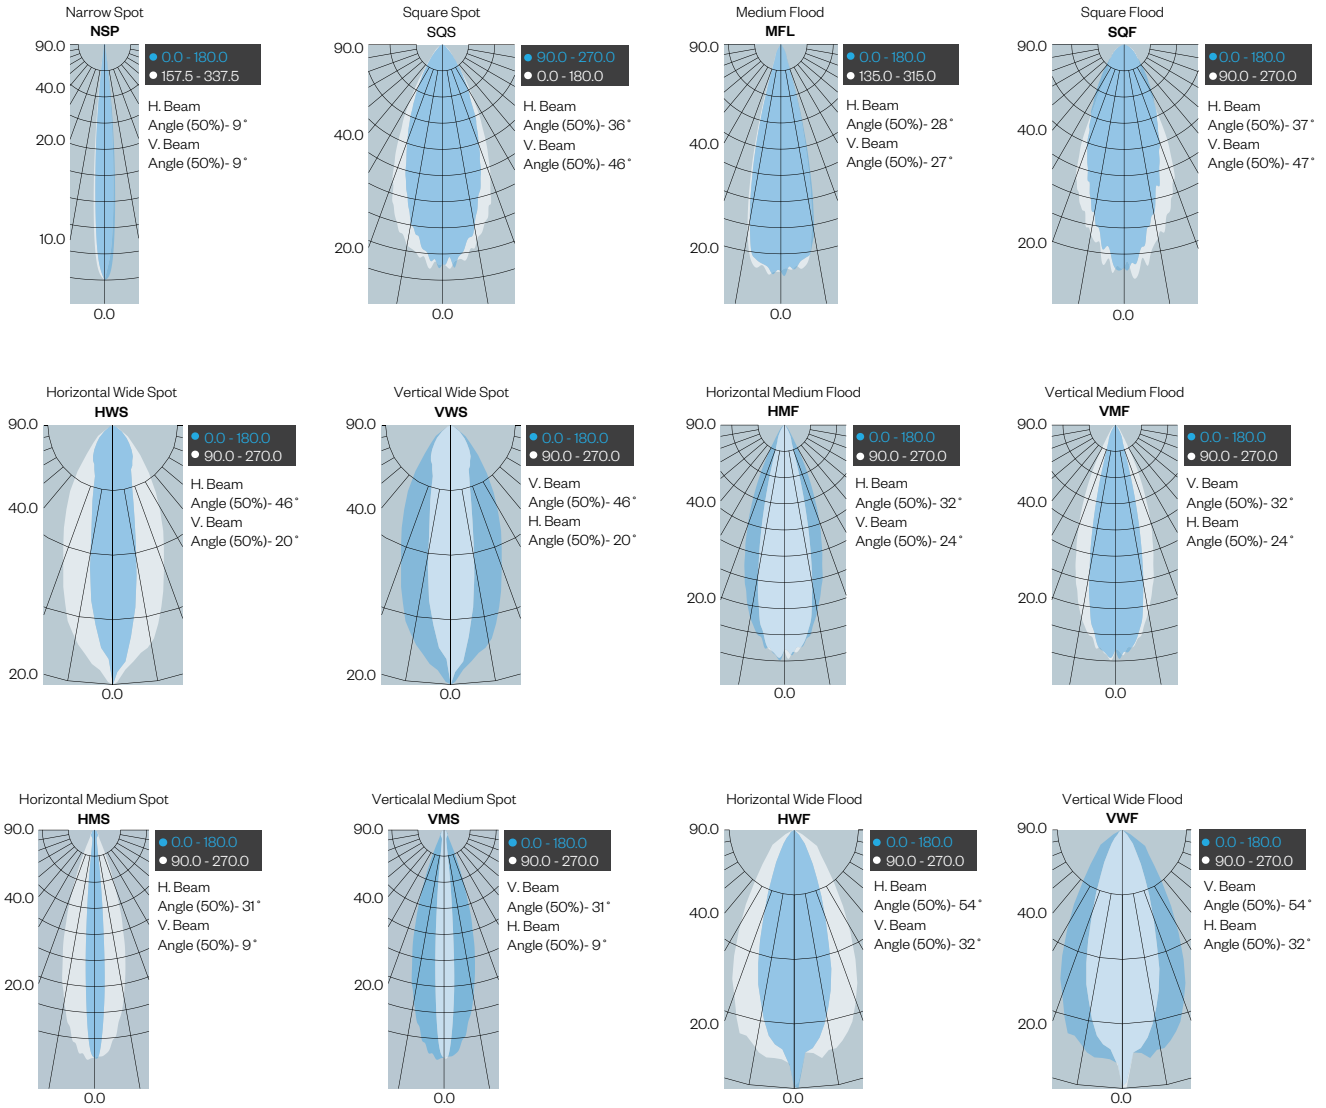 Narrow Spot
NSP
90.0
40.0
20.0
10.0
0.0
0.0 - 180.0
157.5 - 337.5
H. Beam
Angle (50%)- 9°
V. Beam
Angle (50%)- 9°
Square Spot
SQS
90.0
40.0
20.0
0.0
90.0 - 270.0
0.0 - 180.0
H. Beam
Angle (50%)- 36°
V. Beam
Angle (50%)- 46°
Medium Flood
MFL
90.0
40.0
20.0
0.0
0.0 - 180.0
135.0 - 315.0
H. Beam
Angle (50%)- 28°
V. Beam
Angle (50%)- 27°
Square Flood
SQF
90.0
40.0
20.0
0.0
0.0 - 180.0
90.0 - 270.0
H. Beam
Angle (50%)- 37°
V. Beam
Angle (50%)- 47°
Horizontal Wide Spot
HWS
90.0
40.0
20.0
0.0
0.0 - 180.0
90.0 - 270.0
H. Beam
Angle (50%)- 46°
V. Beam
Angle (50%)- 20°
Vertical Wide Spot
VWS
90.0
40.0
20.0
0.0
0.0 - 180.0
90.0 - 270.0
V. Beam
Angle (50%)- 46°
H. Beam
Angle (50%)- 20°
Horizontal Medium Flood
HMF
90.0
40.0
20.0
0.0
0.0 - 180.0
90.0 - 270.0
H. Beam
Angle (50%)- 32°
V. Beam
Angle (50%)- 24°
Vertical Medium Flood
VMF
90.0
40.0
20.0
0.0
0.0 - 180.0
90.0 - 270.0
V. Beam
Angle (50%)- 32°
H. Beam
Angle (50%)- 24°
Horizontal Medium Spot
HMS
90.0
40.0
20.0
0.0
0.0 - 180.0
90.0 - 270.0
H. Beam
Angle (50%)- 31°
V. Beam
Angle (50%)- 9°
Verticalal Medium Spot
VMS
90.0
40.0
20.0
0.0
0.0 - 180.0
90.0 - 270.0
V. Beam
Angle (50%)- 31°
H. Beam
Angle (50%)- 9°
Horizontal Wide Flood
HWF
90.0
40.0
20.0
0.0
0.0 - 180.0
90.0 - 270.0
H. Beam
Angle (50%)- 54°
V. Beam
Angle (50%)- 32°
Vertical Wide Flood
VWF
90.0
40.0
20.0
0.0
0.0 - 180.0
90.0 - 270.0
V. Beam
Angle (50%)- 54°
H. Beam
Angle (50%)- 32°